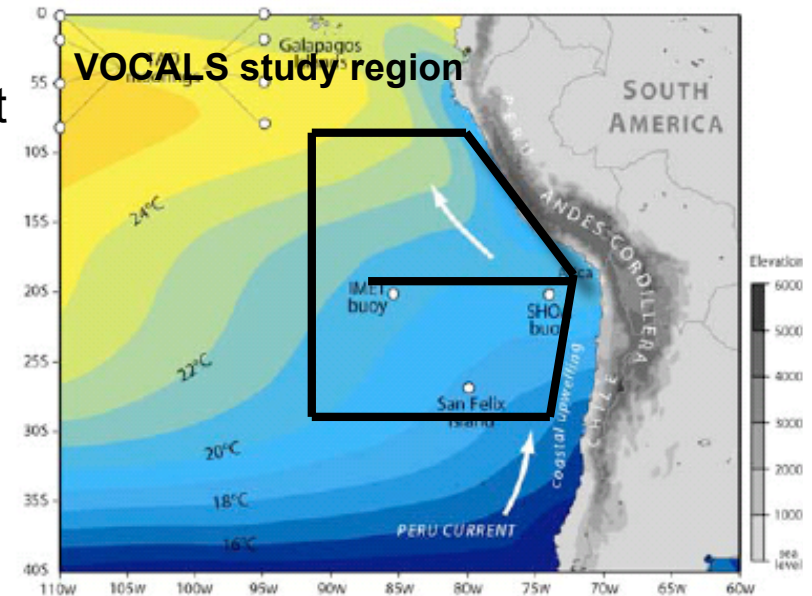 0
5S
10S
15S
20S
25S
30S
35S
40S
110W 105W 100W 95W 90W 85W 80W 75W 70W 65W 60W
t
VOCALS study region
Galapagos
SOUTH
AMERICA
PERU
ANDES CORDILLERA
CHILE
24°C
22°C
20°C
18°C
16°C
IMET
buoy
SHOA
buoy
San Felix
Island
coastal upwelling
PERU CURRENT
Elevation
6000
5000
4000
3000
2000
1000
sea
level